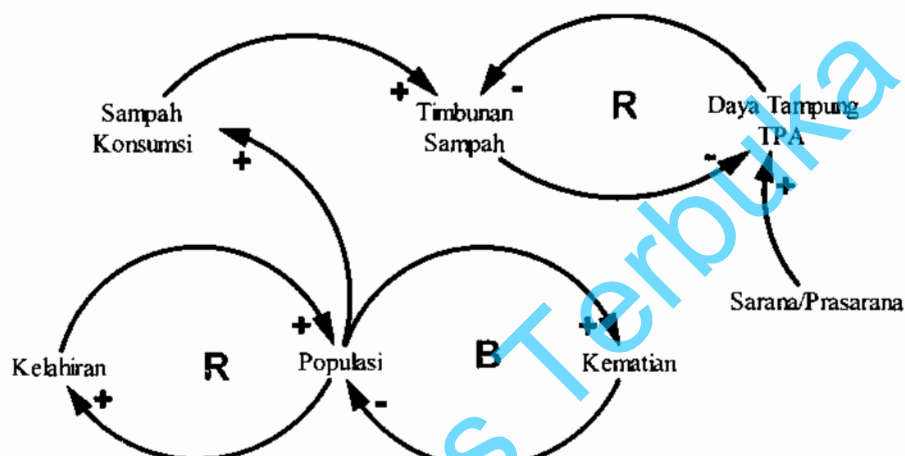 Sampah
Konsumsi
+
+
Timbunan
Sampah
-
R
Daya Tampung
TPA
-
+
Sarana/Prasarana
+
R
Kelahiran
+
Populasi
-
B
+
Kematian
s Terbuka